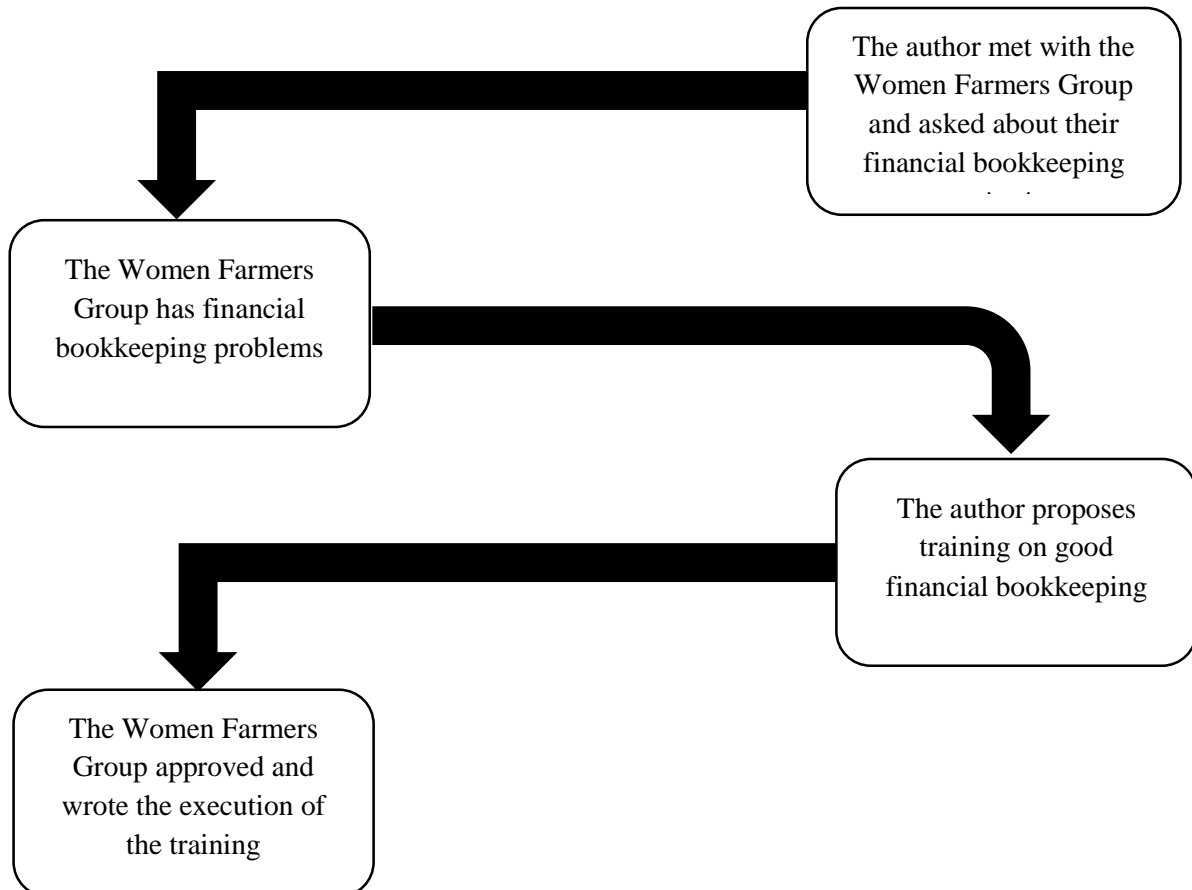 The author met with the
Women Farmers Group
and asked about their
financial bookkeeping
The Women Farmers
Group has financial
bookkeeping problems
The author proposes
training on good
financial bookkeeping
The Women Farmers
Group approved and
wrote the execution of
the training